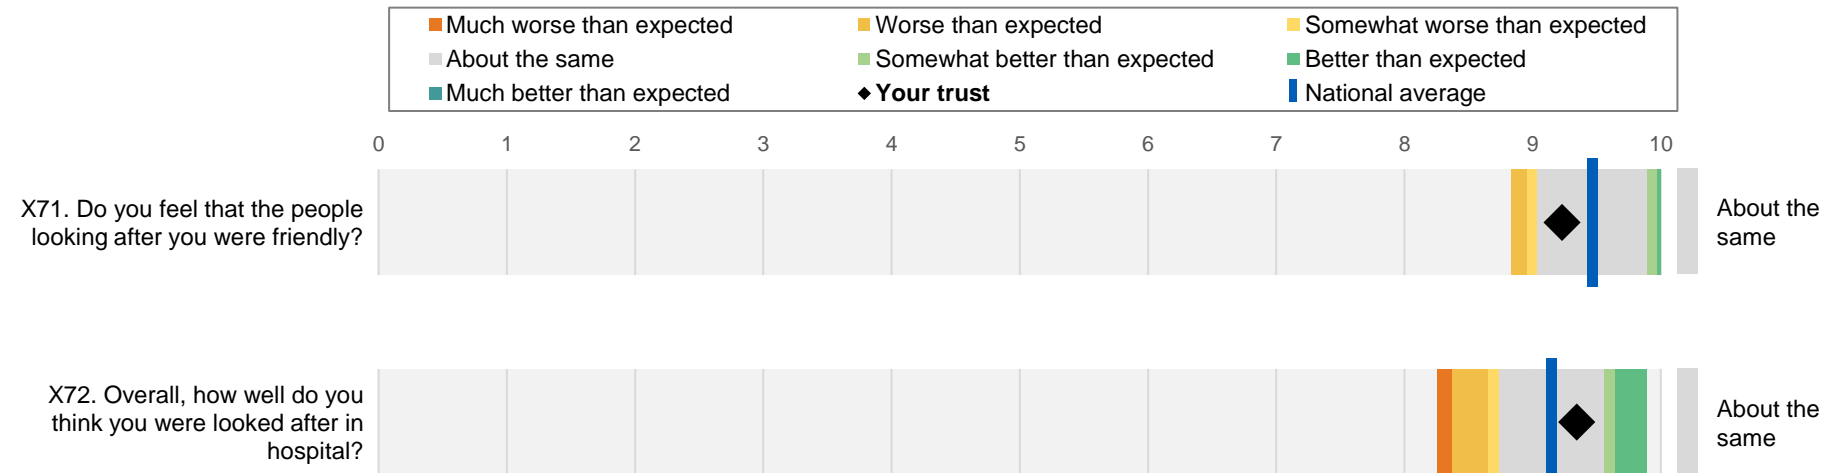 Much worse than expected
Worse than expected
Somewhat worse than expected
About the same
Somewhat better than expected
Better than expected
Much better than expected
Your trust
National average
0 1 2 3 4 5 6 7 8 9 10
X71. Do you feel that the people
looking after you were friendly?
About the
same
X72. Overall, how well do you
think you were looked after in
hospital?
About the
same